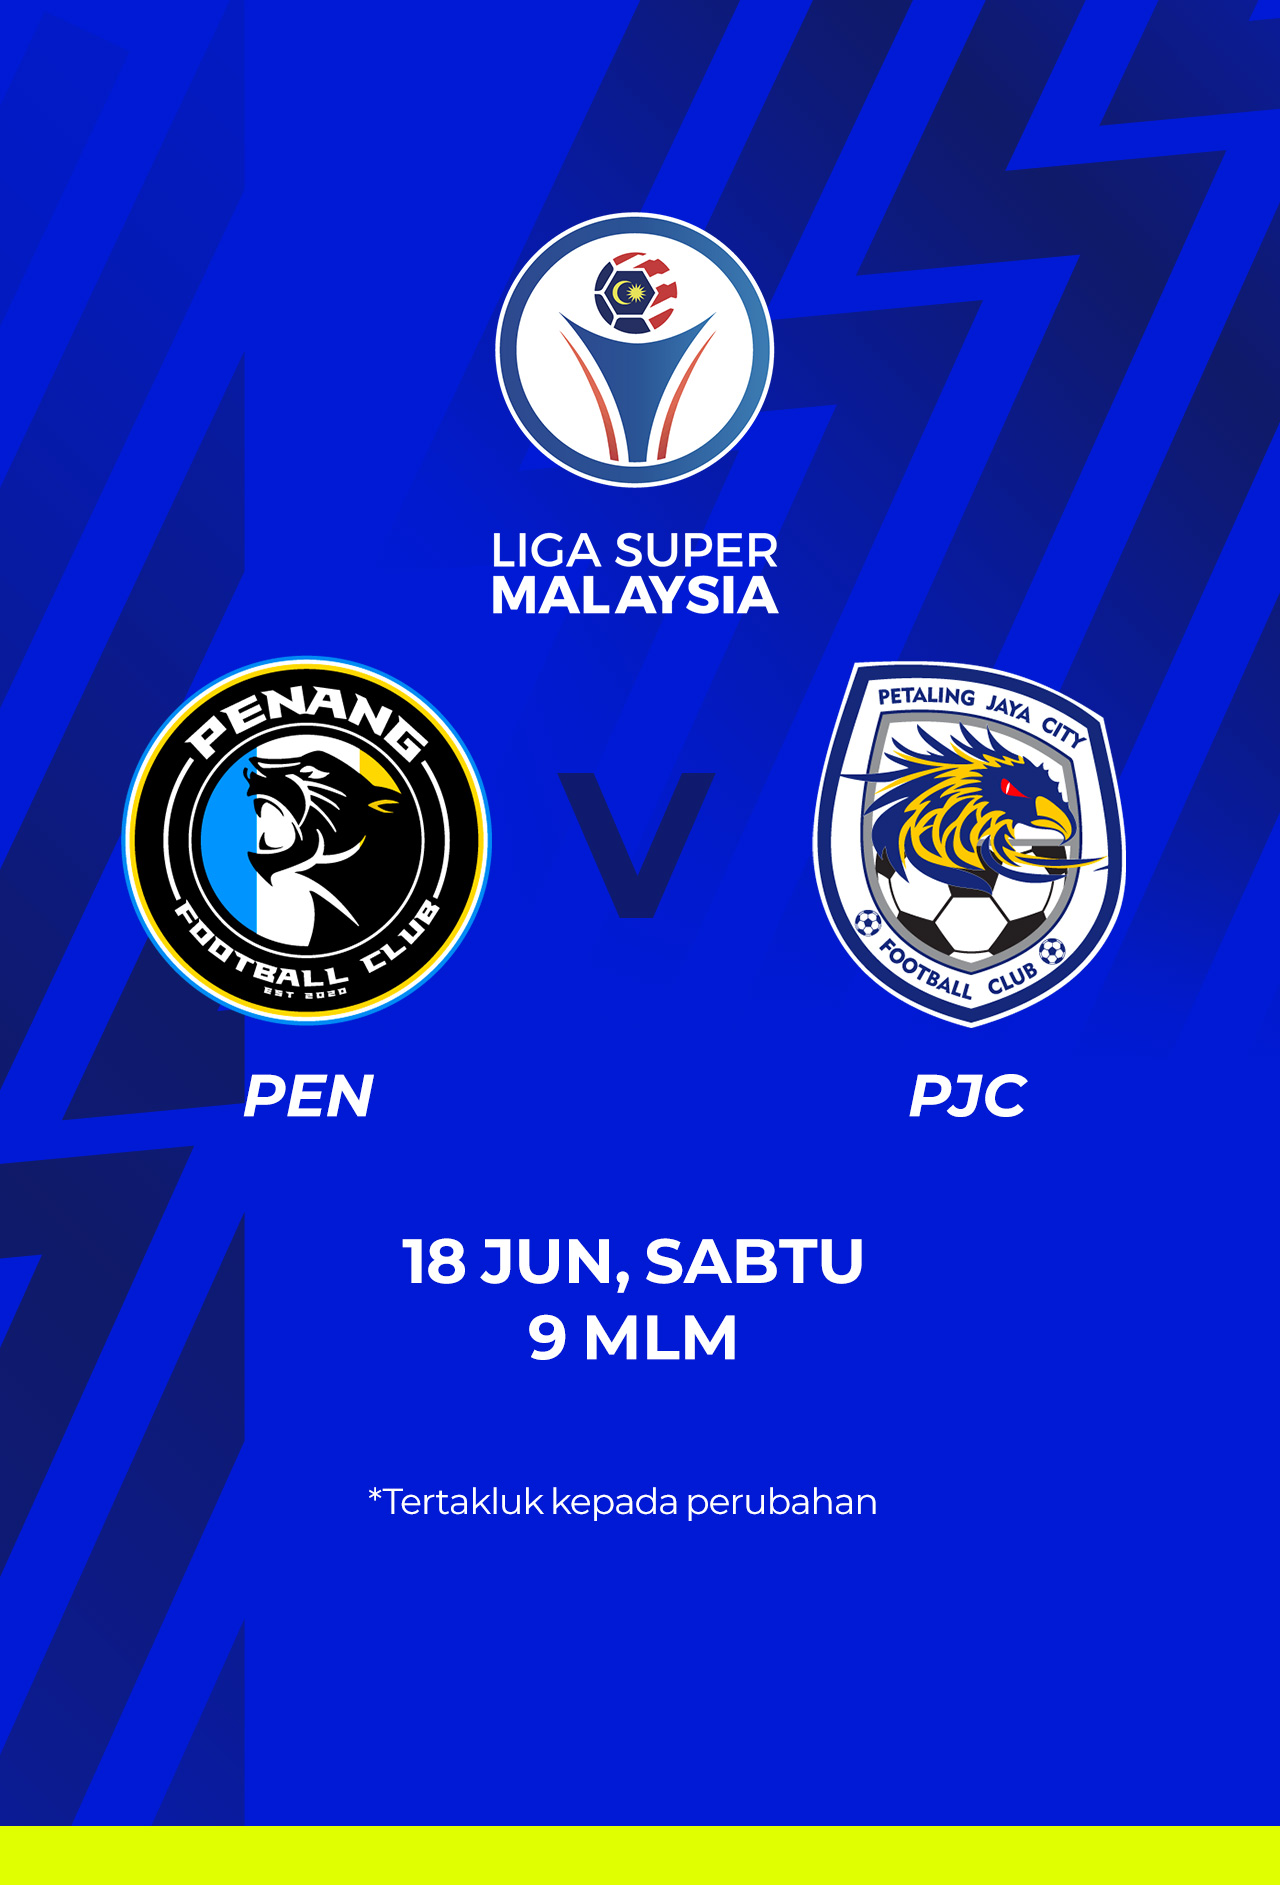 LIGA SUPER
MALAYSIA
PENANG
FOOTBALL CLUB
EST 2020
V
PETALING JAYA CITY
FOOTBALL CLUB
PEN
PJC
18 JUN, SABTU
9 MLM
*Tertakluk kepada perubahan